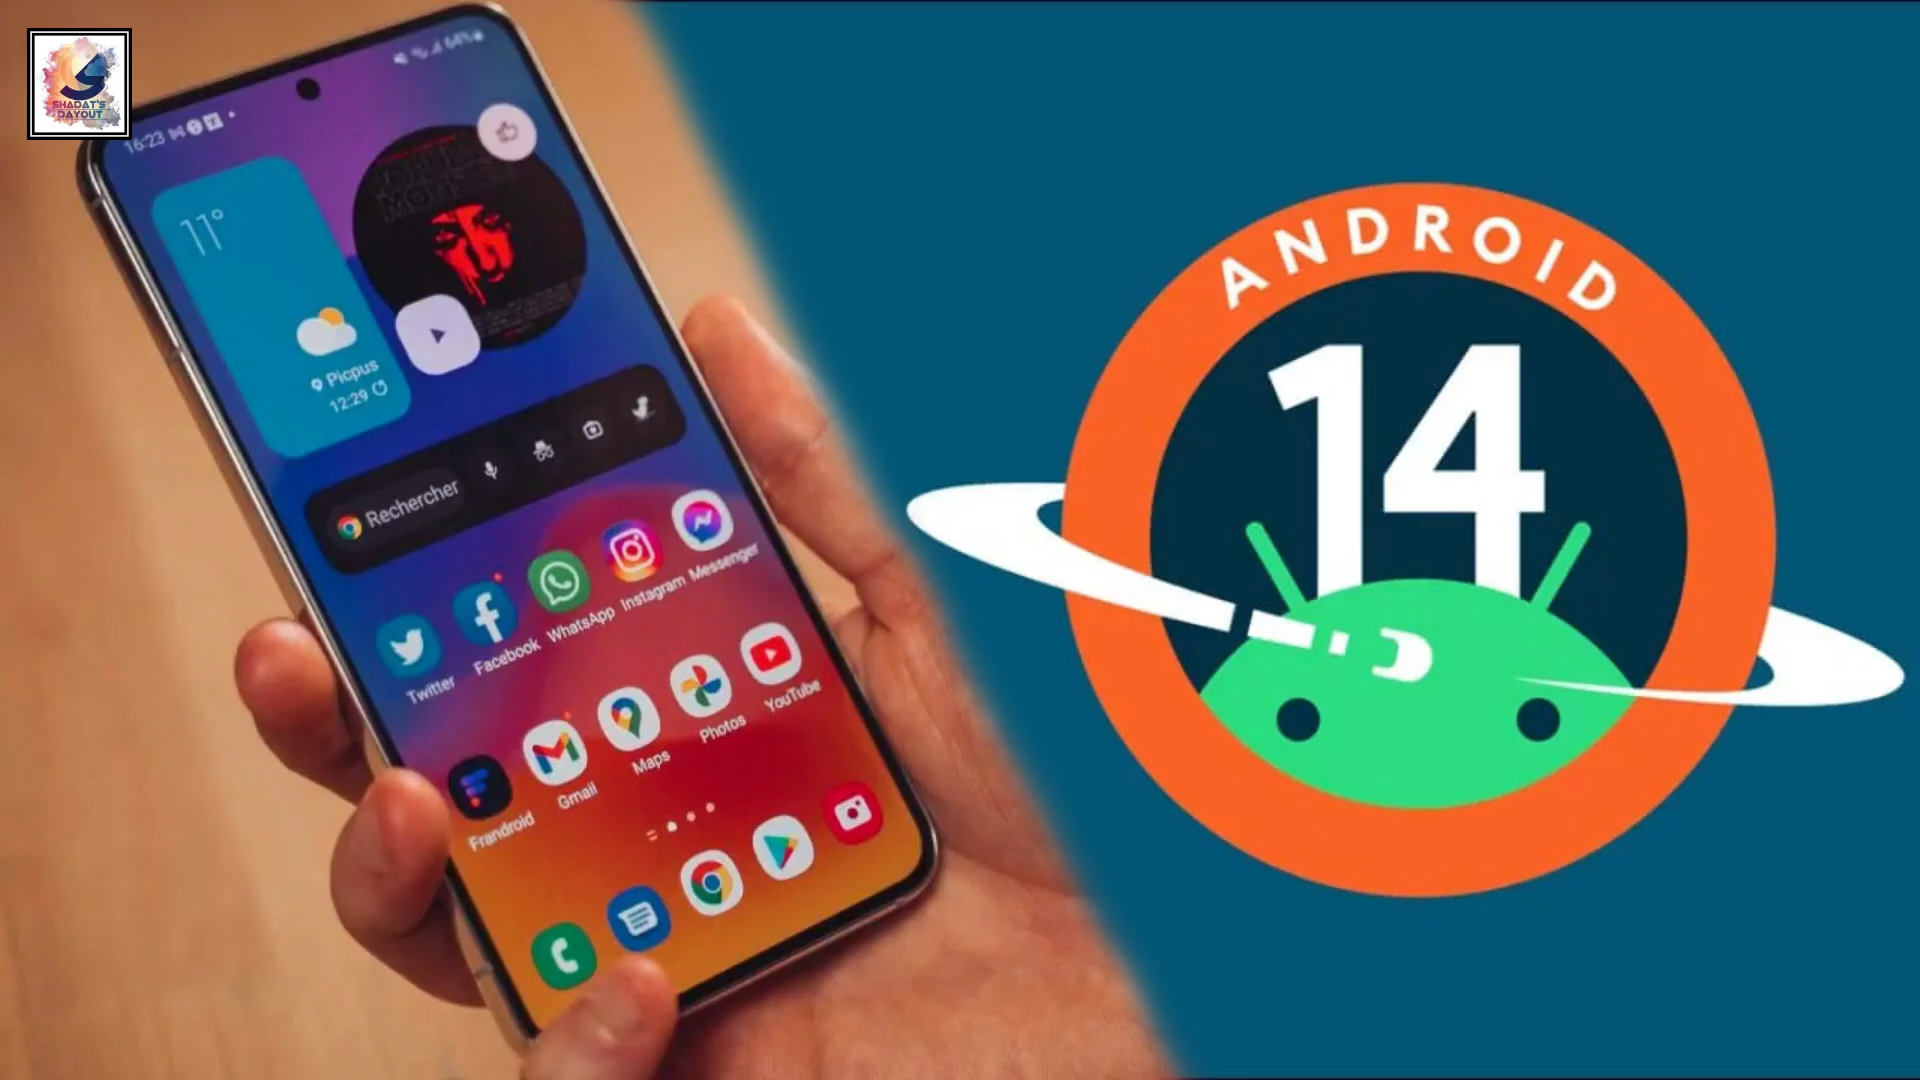 SHADAT'S
DAYOUT
16:23
64%
11°
Picpus
12:29
Rechercher
Twitter
Facebook
WhatsApp
Instagram
Messenger
Frandroid
Gmail
Maps
Photos
YouTube
ANDROID
14